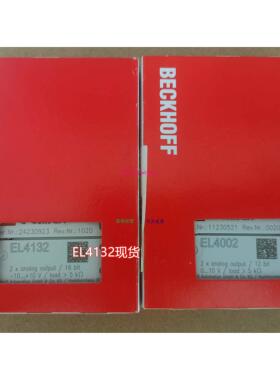 BECKHOFF
Nr.: 24230923 Rev.Nr.: 1020
EL4132
2 x analog output / 16 bit
-10...+10 V / load > 5 kΩ
EL4132现货
Nr.: 11230521 Rev.Nr.: 0020
EL4002
2 x analog output / 12 bit
0...10 V / load > 5 kΩ